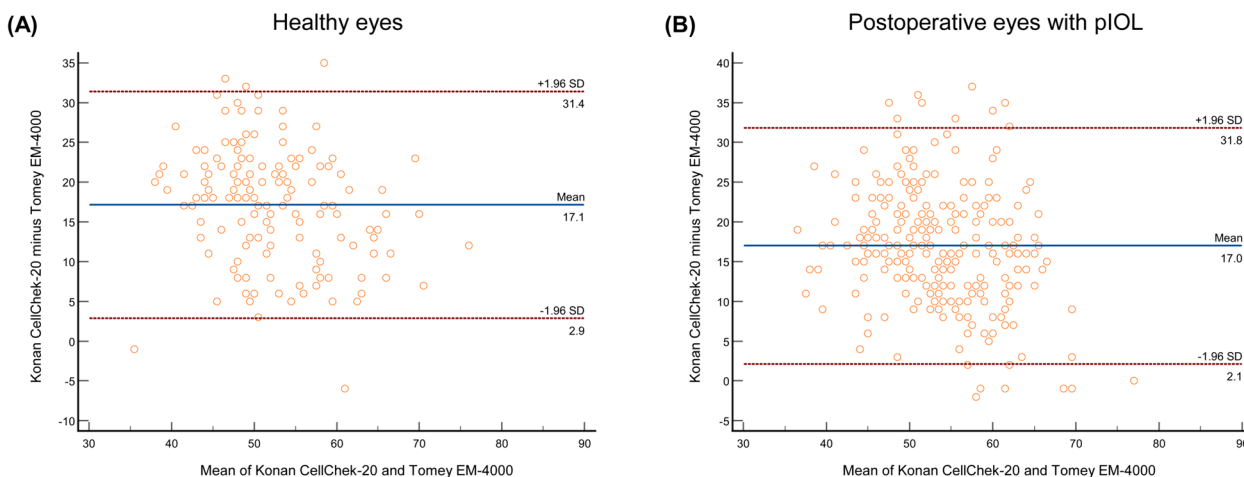 (A)
Healthy eyes
Konan CellChek-20 minus Tomey EM-4000
35
30
25
20
15
10
5
0
-5
-10
+1.96 SD
31.4
Mean
17.1
-1.96 SD
2.9
30
40
50
60
70
80
90
Mean of Konan CellChek-20 and Tomey EM-4000
(B)
Postoperative eyes with pIOL
Konan CellChek-20 minus Tomey EM-4000
40
35
30
25
20
15
10
5
0
-5
+1.96 SD
31.8
Mean
17.0
-1.96 SD
2.1
30
40
50
60
70
80
90
Mean of Konan CellChek-20 and Tomey EM-4000